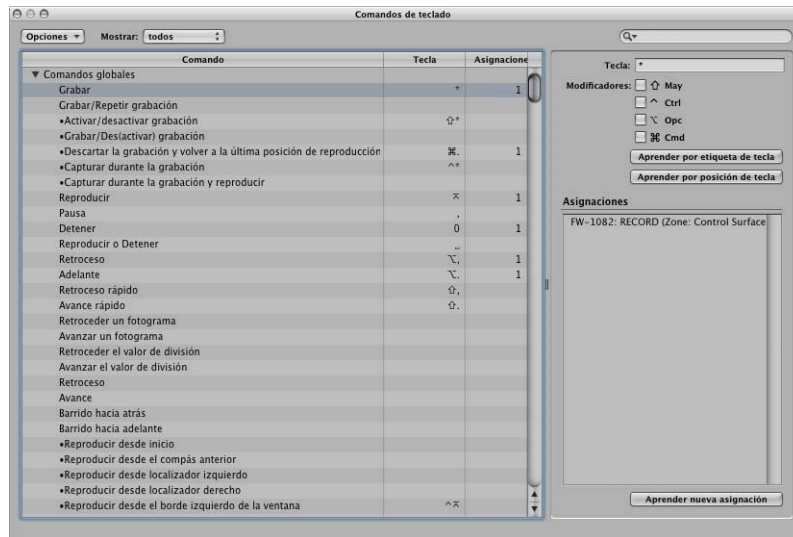 Comandos de teclado
Opciones Mostrar: todos
Comando Tecla Asignacione
Comandos globales
Grabar * 1
Grabar/Repetir grabación
•Activar/desactivar grabación ⇧*
•Grabar/Des(activar) grabación
•Descartar la grabación y volver a la última posición de reproducción ⌘. 1
•Capturar durante la grabación ^*
•Capturar durante la grabación y reproducir
Reproducir ⌅ 1
Pausa ,
Detener 0 1
Reproducir o Detener ␣
Retroceso ⌥, 1
Adelante ⌥. 1
Retroceso rápido ⇧,
Avance rápido ⇧.
Retroceder un fotograma
Avanzar un fotograma
Retroceder el valor de división
Avanzar el valor de división
Retroceso
Avance
Barrido hacia atrás
Barrido hacia adelante
•Reproducir desde inicio
•Reproducir desde el compás anterior
•Reproducir desde localizador izquierdo
•Reproducir desde localizador derecho
•Reproducir desde el borde izquierdo de la ventana ^⌅
Tecla: *
Modificadores: ⇧ May
^ Ctrl
⌥ Opc
⌘ Cmd
Aprender por etiqueta de tecla
Aprender por posición de tecla
Asignaciones
FW-1082: RECORD (Zone: Control Surface
Aprender nueva asignación